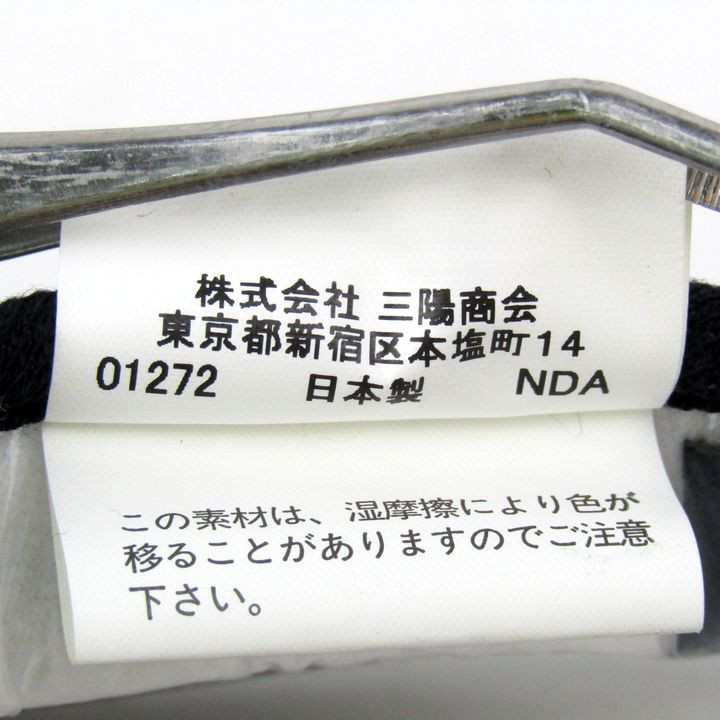 株式会社 三陽商会
東京都新宿区本塩町14
01272 日本製 NDA
この素材は、湿摩擦により色が
移ることがありますのでご注意
下さい。